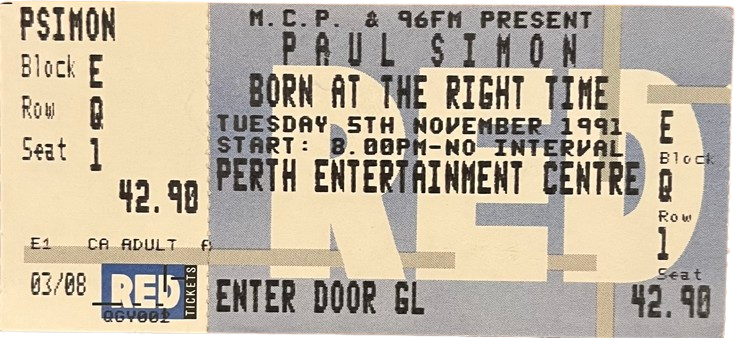 PSIMON
Block E
Row Q
Seat 1
42.90
E1 CA ADULT A
03/08
RED TICKETS
QGY002
M.C.P. & 96FM PRESENT
PAUL SIMON
BORN AT THE RIGHT TIME
TUESDAY 5TH NOVEMBER 1991
START: 8.00PM-NO INTERVAL
PERTH ENTERTAINMENT CENTRE
ENTER DOOR GL
RED
E
Block
Q
Row
1
Seat
42.90